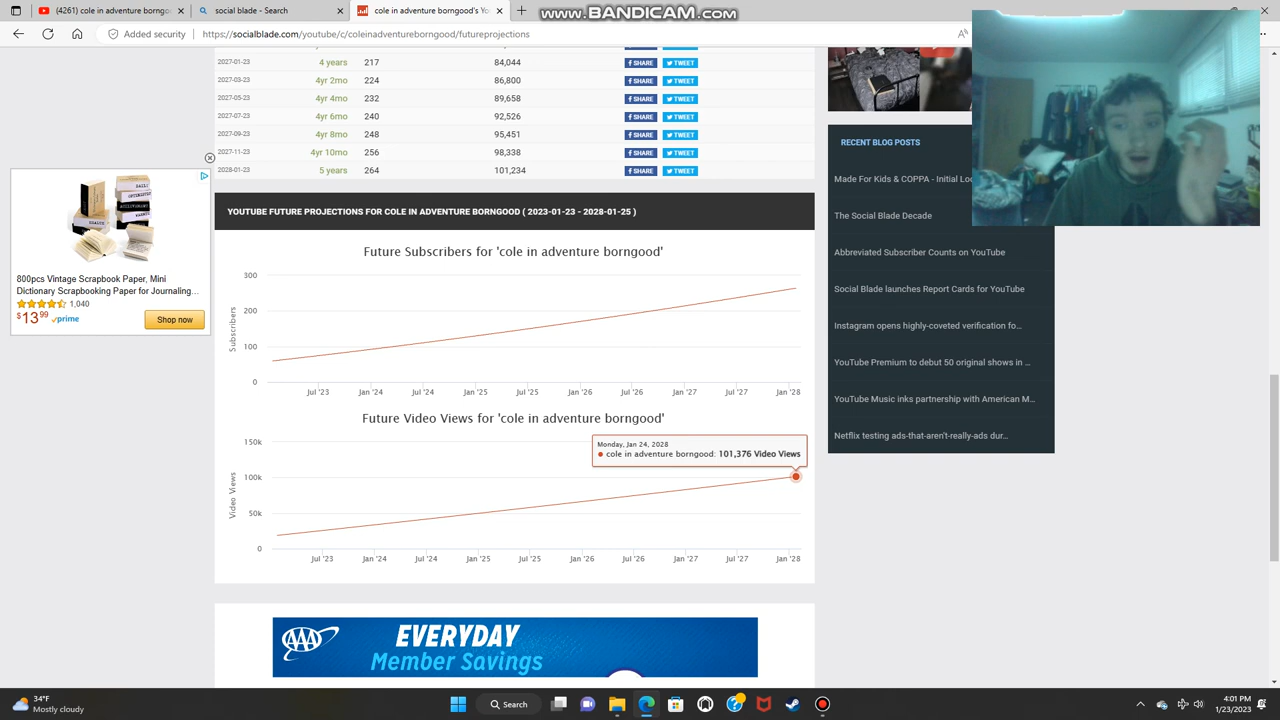 (4261)
cole in adventure borngood's You
www.BANDICAM.com
Added security
https://socialblade.com/youtube/c/coleinadventureborngood/futureprojections
2027-01-23 4 years 217 84,044 SHARE TWEET
2027-03-23 4yr 2mo 224 86,800 SHARE TWEET
2027-05-23 4yr 4mo 232 89,658 SHARE TWEET
2027-07-23 4yr 6mo 240 92,526 SHARE TWEET
2027-09-23 4yr 8mo 248 95,451 SHARE TWEET
2027-11-23 4yr 10mo 256 98,338 SHARE TWEET
2028-01-23 5 years 264 101,234 SHARE TWEET
YOUTUBE FUTURE PROJECTIONS FOR COLE IN ADVENTURE BORNGOOD ( 2023-01-23 - 2028-01-25 )
Future Subscribers for 'cole in adventure borngood'
Subscribers
300
200
100
0
Jul '23 Jan '24 Jul '24 Jan '25 Jul '25 Jan '26 Jul '26 Jan '27 Jul '27 Jan '28
Future Video Views for 'cole in adventure borngood'
Monday, Jan 24, 2028
cole in adventure borngood: 101,376 Video Views
Video Views
150k
100k
50k
0
Jul '23 Jan '24 Jul '24 Jan '25 Jul '25 Jan '26 Jul '26 Jan '27 Jul '27 Jan '28
800pcs Vintage Scrapbook Paper, Mini
Dictionary Scrapbooking Paper for Journaling…
1,040
$13.99 prime
Shop now
RECENT BLOG POSTS
Made For Kids & COPPA - Initial Loo
The Social Blade Decade
Abbreviated Subscriber Counts on YouTube
Social Blade launches Report Cards for YouTube
Instagram opens highly-coveted verification fo…
YouTube Premium to debut 50 original shows in …
YouTube Music inks partnership with American M…
Netflix testing ads-that-aren't-really-ads dur…
AAA
EVERYDAY
Member Savings
34°F
Mostly cloudy
Search
4:01 PM
1/23/2023